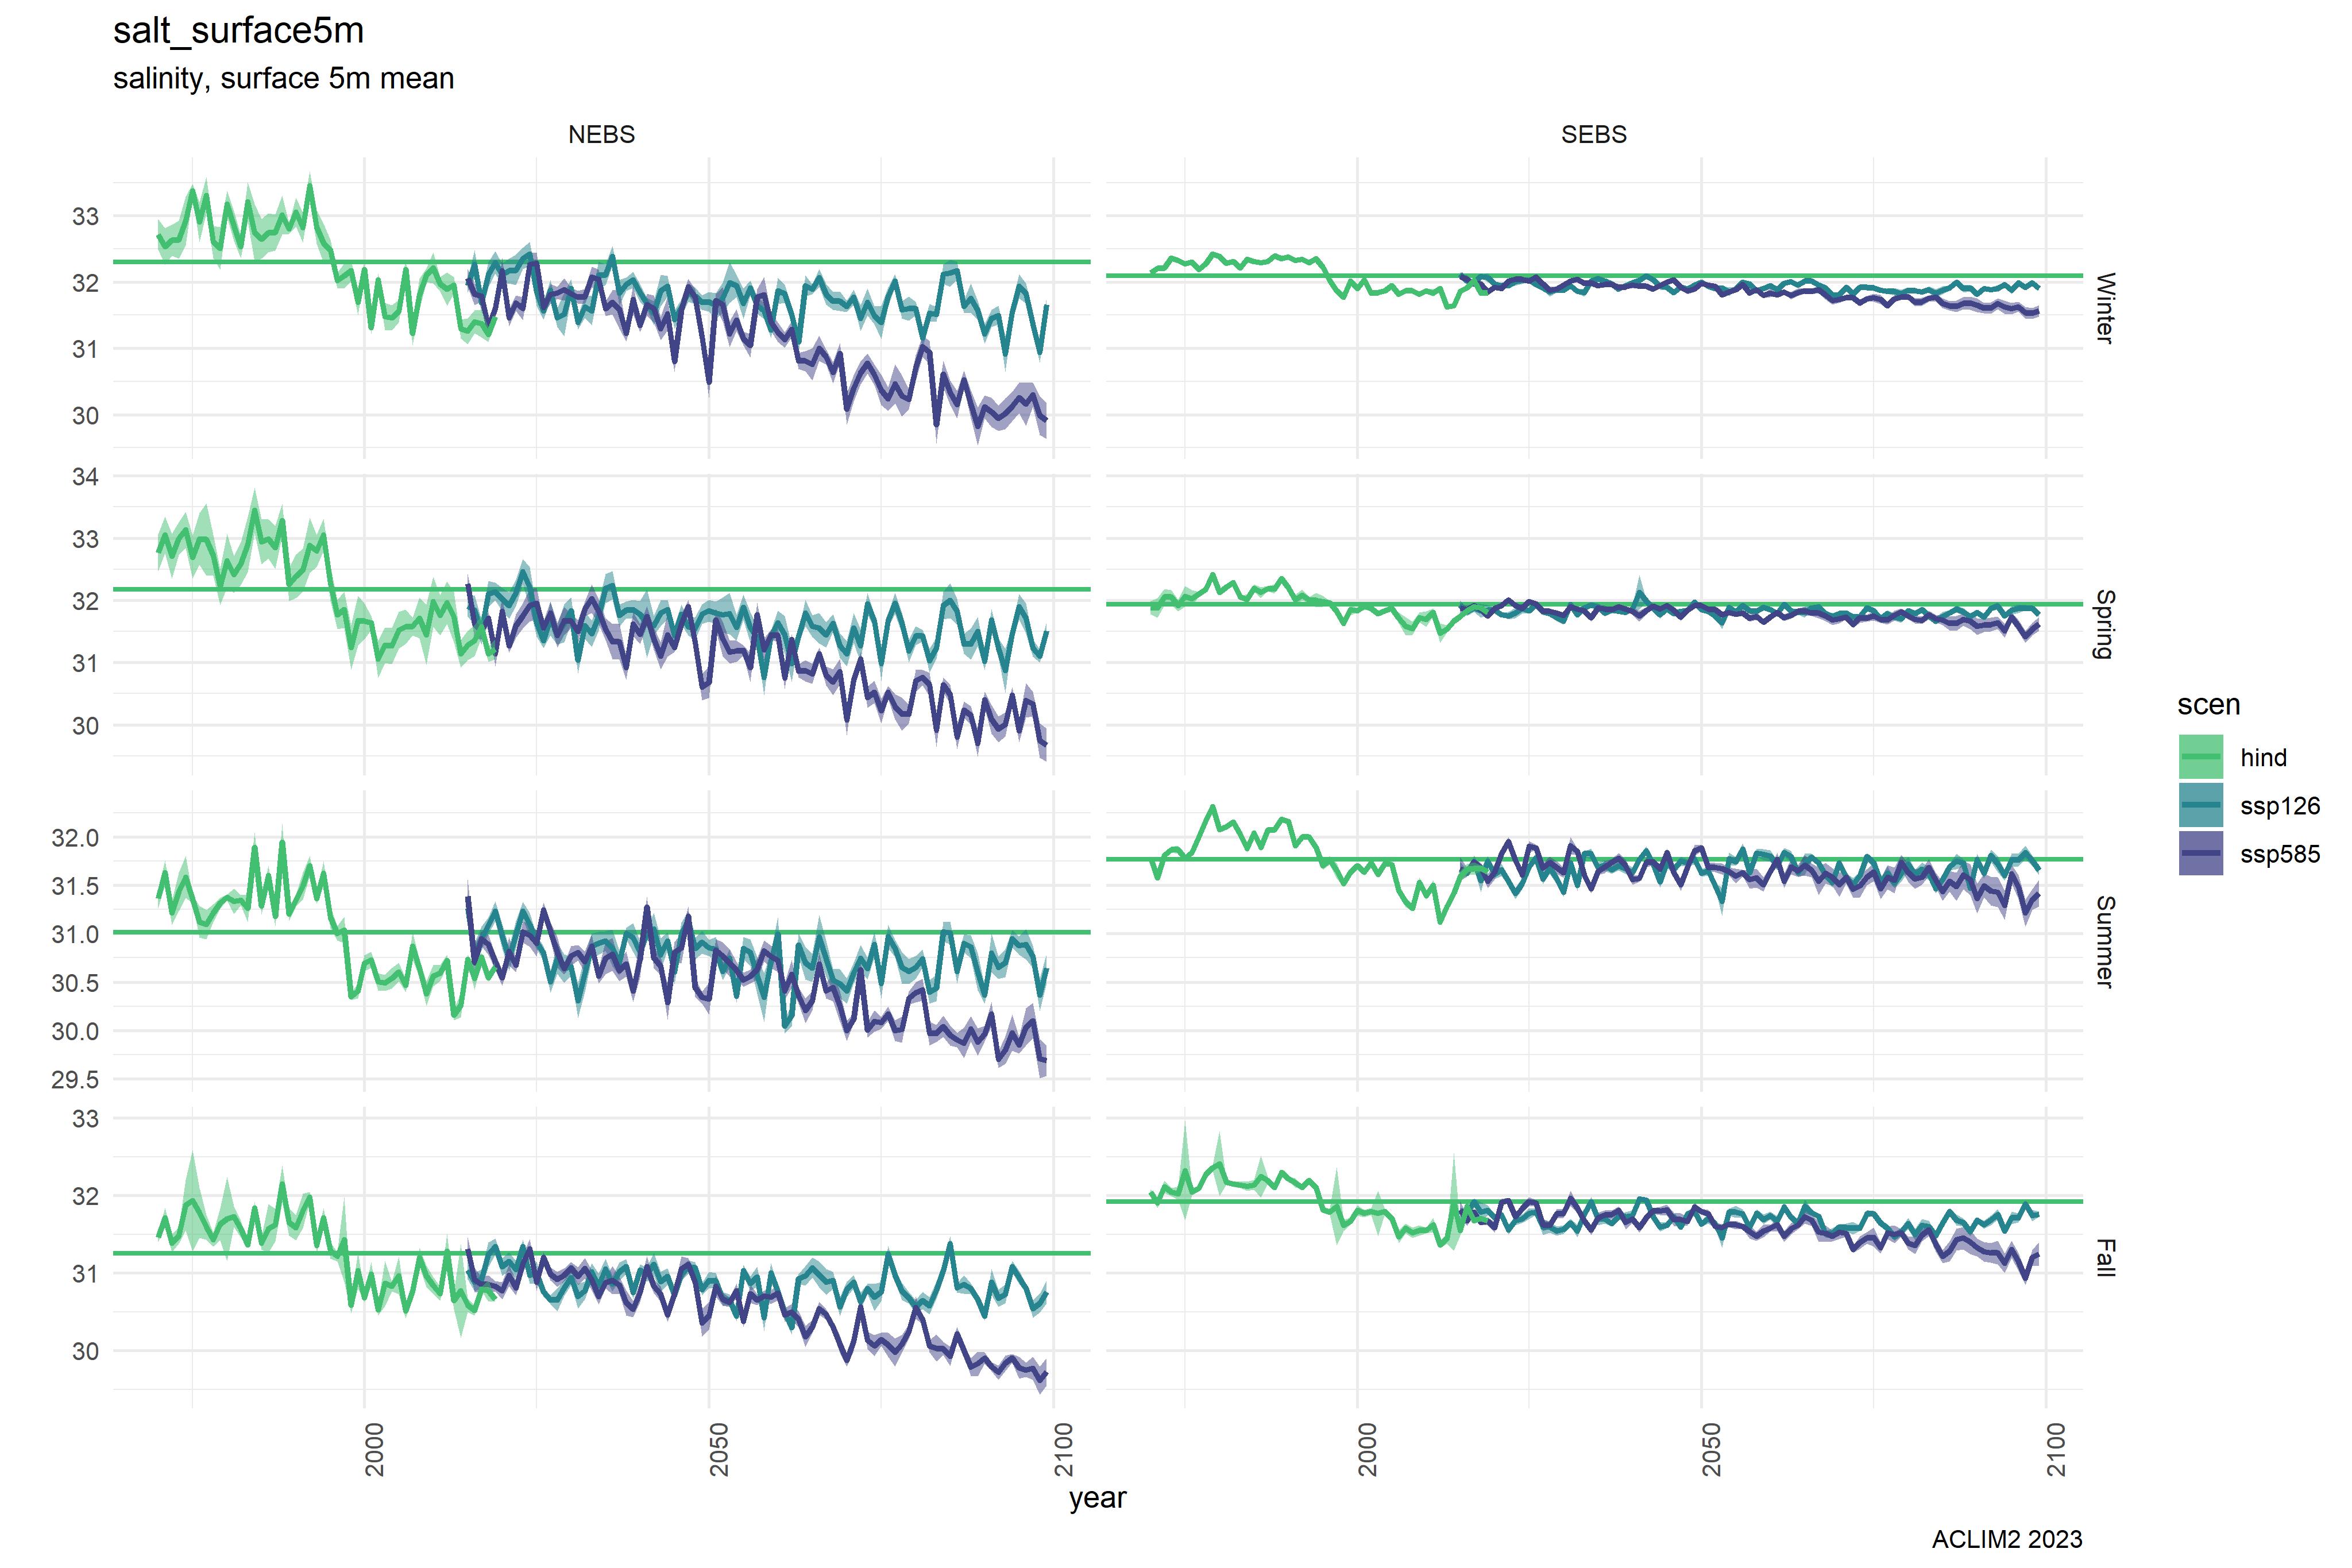 salt_surface5m
salinity, surface 5m mean
NEBS
SEBS
33
32
31
30
Winter
34
33
32
31
30
Spring
32.0
31.5
31.0
30.5
30.0
29.5
Summer
33
32
31
30
Fall
2000
2050
2100
2000
2050
2100
year
scen
hind
ssp126
ssp585
ACLIM2 2023